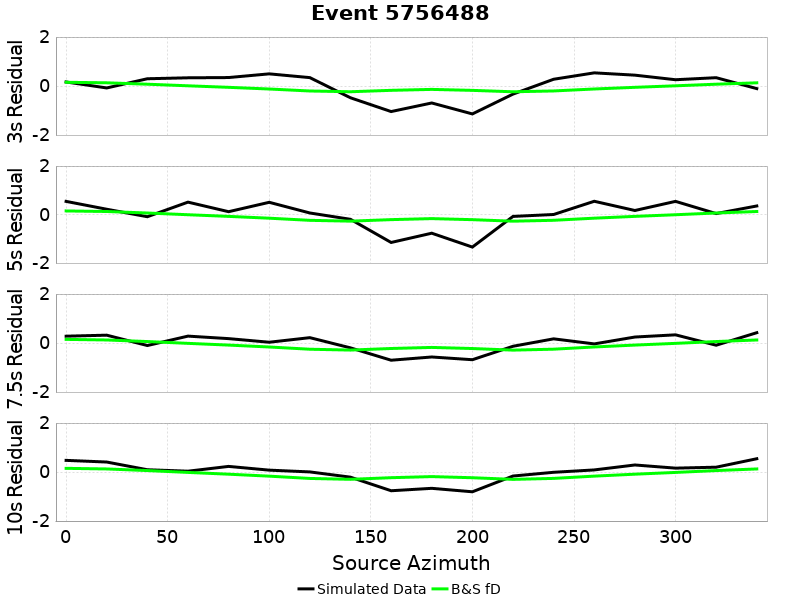 Event 5756488
3s Residual
2
0
-2
5s Residual
2
0
-2
7.5s Residual
2
0
-2
10s Residual
2
0
-2
0 50 100 150 200 250 300
Source Azimuth
Simulated Data B&S fD